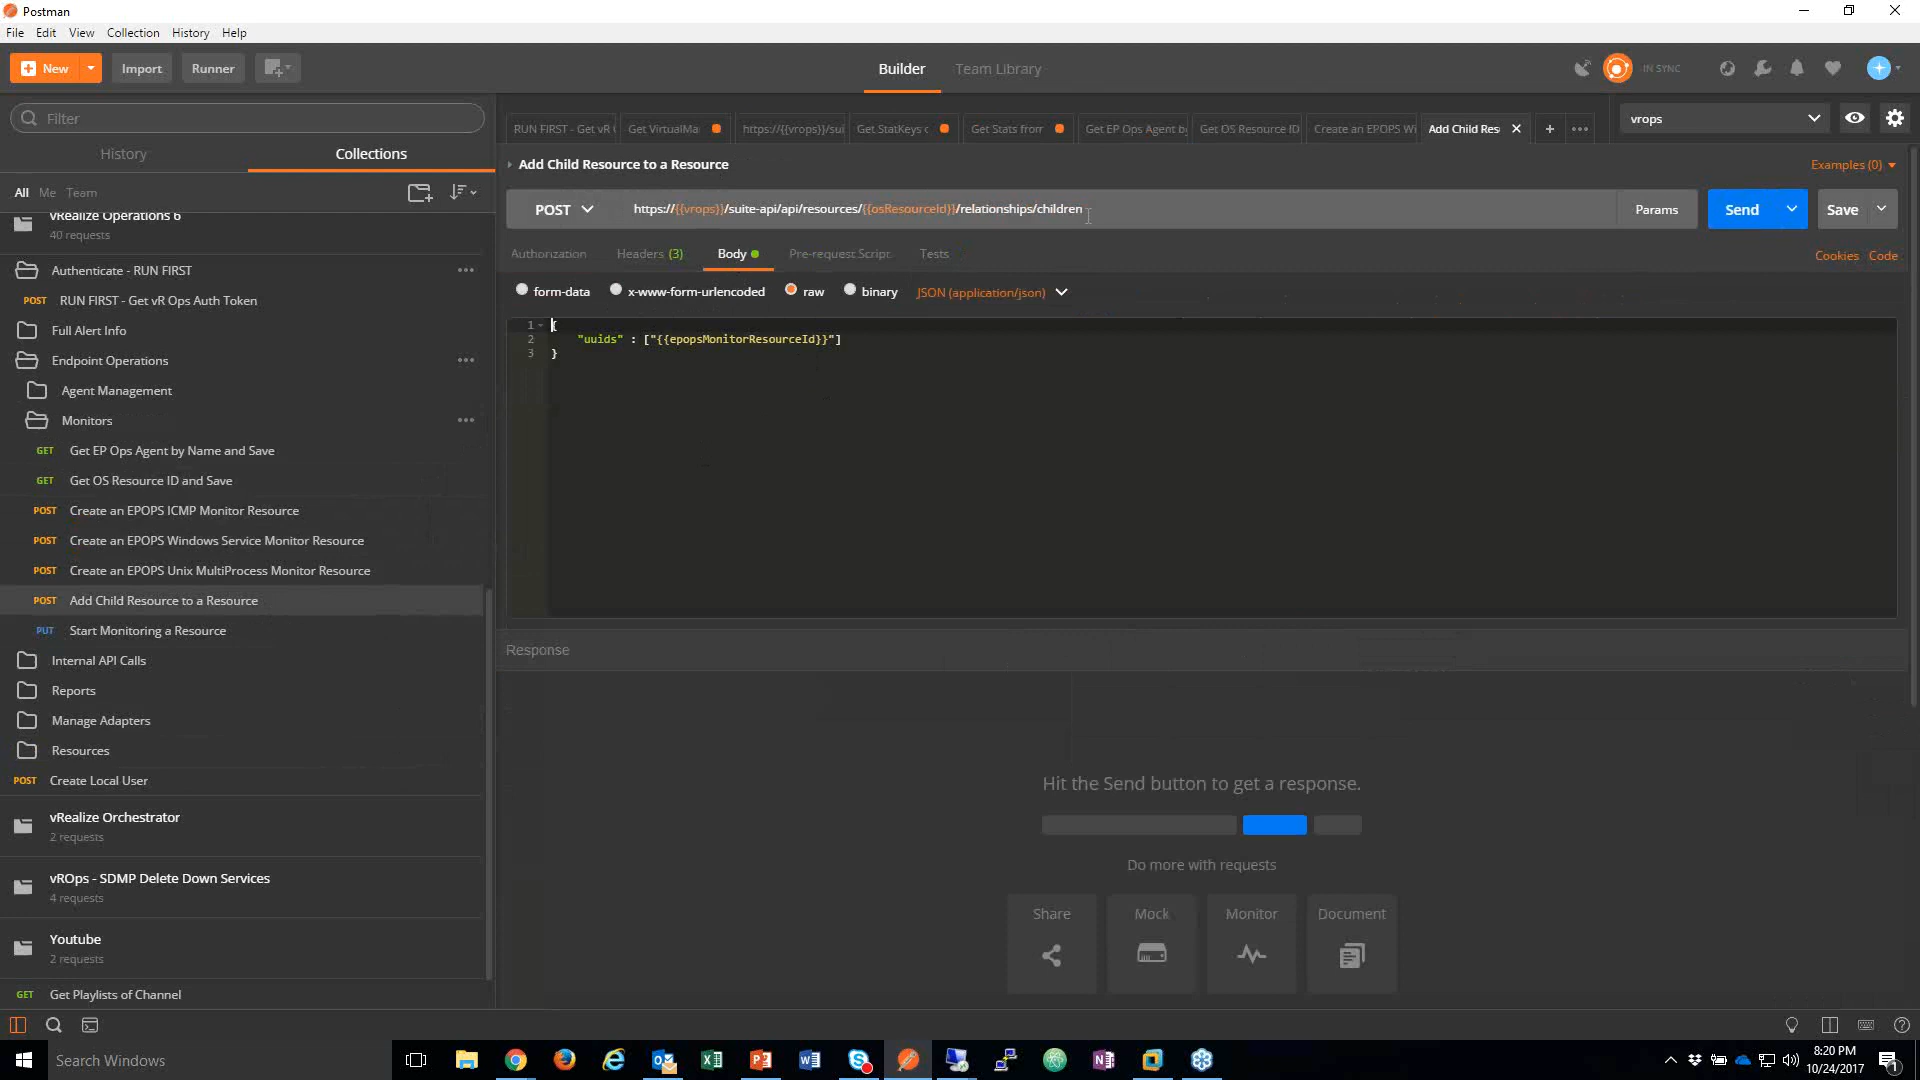 Postman
File Edit View Collection History Help
New Import Runner Builder Team Library IN SYNC
Filter
History Collections
All Me Team
vRealize Operations 6
40 requests
Authenticate - RUN FIRST
POST RUN FIRST - Get vR Ops Auth Token
Full Alert Info
Endpoint Operations
Agent Management
Monitors
GET Get EP Ops Agent by Name and Save
GET Get OS Resource ID and Save
POST Create an EPOPS ICMP Monitor Resource
POST Create an EPOPS Windows Service Monitor Resource
POST Create an EPOPS Unix MultiProcess Monitor Resource
POST Add Child Resource to a Resource
PUT Start Monitoring a Resource
Internal API Calls
Reports
Manage Adapters
Resources
POST Create Local User
vRealize Orchestrator
2 requests
vROps - SDMP Delete Down Services
4 requests
Youtube
2 requests
GET Get Playlists of Channel
RUN FIRST - Get vR Get VirtualMa https://{{vrops}}/sui Get StatKeys Get Stats from Get EP Ops Agent b Get OS Resource ID Create an EPOPS Wi Add Child Res
vrops
Add Child Resource to a Resource
Examples (0)
POST https://{{vrops}}/suite-api/api/resources/{{osResourceId}}/relationships/children Params Send Save
Authorization Headers (3) Body Pre-request Script Tests Cookies Code
form-data x-www-form-urlencoded raw binary JSON (application/json)
1 {
2 "uuids" : ["{{epopsMonitorResourceId}}"]
3 }
Response
Hit the Send button to get a response.
Do more with requests
Share Mock Monitor Document
Search Windows
8:20 PM
10/24/2017